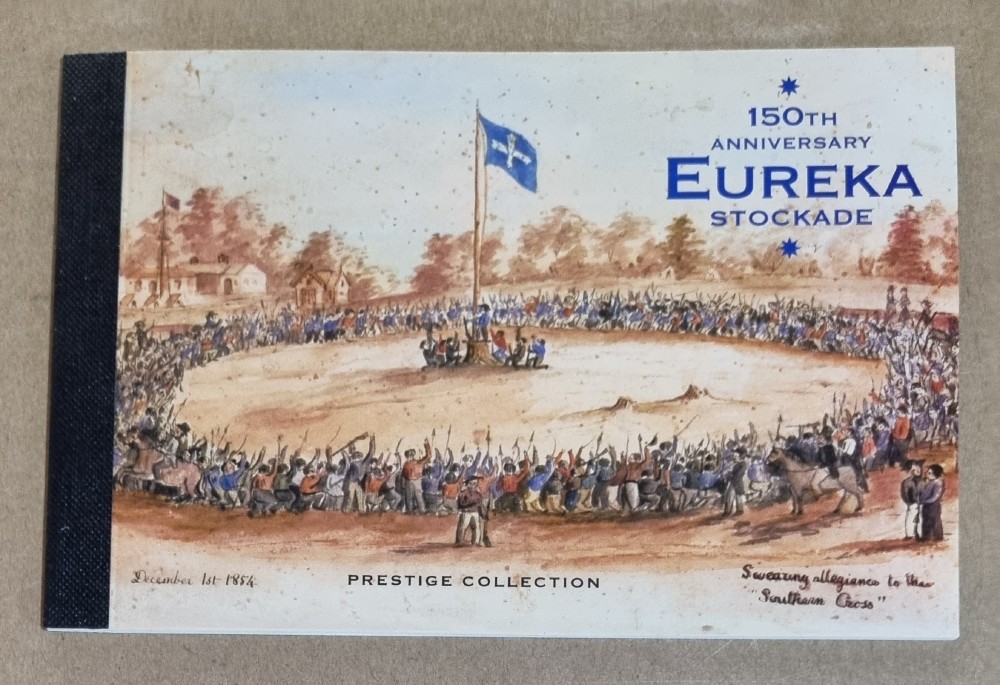 150TH
ANNIVERSARY
EUREKA
STOCKADE
December 1st 1854.
PRESTIGE COLLECTION
Swearing allegiance to the
"Southern Cross"